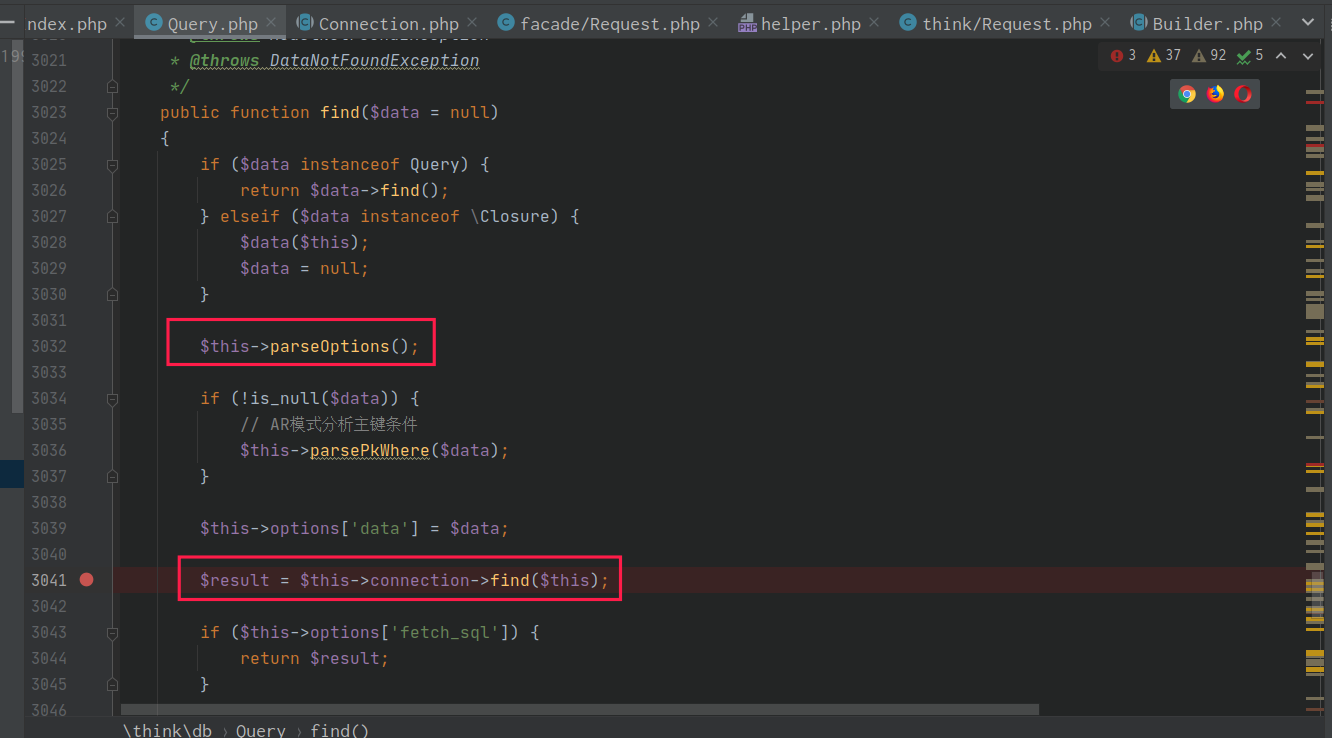 ndex.php × Query.php × Connection.php × facade/Request.php × helper.php × think/Request.php × Builder.php ×
199
3021 * @throws DataNotFoundException
3 37 92 5
3022 */
3023 public function find($data = null)
3024 {
3025 if ($data instanceof Query) {
3026 return $data->find();
3027 } elseif ($data instanceof \Closure) {
3028 $data($this);
3029 $data = null;
3030 }
3031
3032 $this->parseOptions();
3033
3034 if (!is_null($data)) {
3035 // AR模式分析主键条件
3036 $this->parsePkWhere($data);
3037 }
3038
3039 $this->options['data'] = $data;
3040
3041 $result = $this->connection->find($this);
3042
3043 if ($this->options['fetch_sql']) {
3044 return $result;
3045 }
3046
\think\db › Query › find()